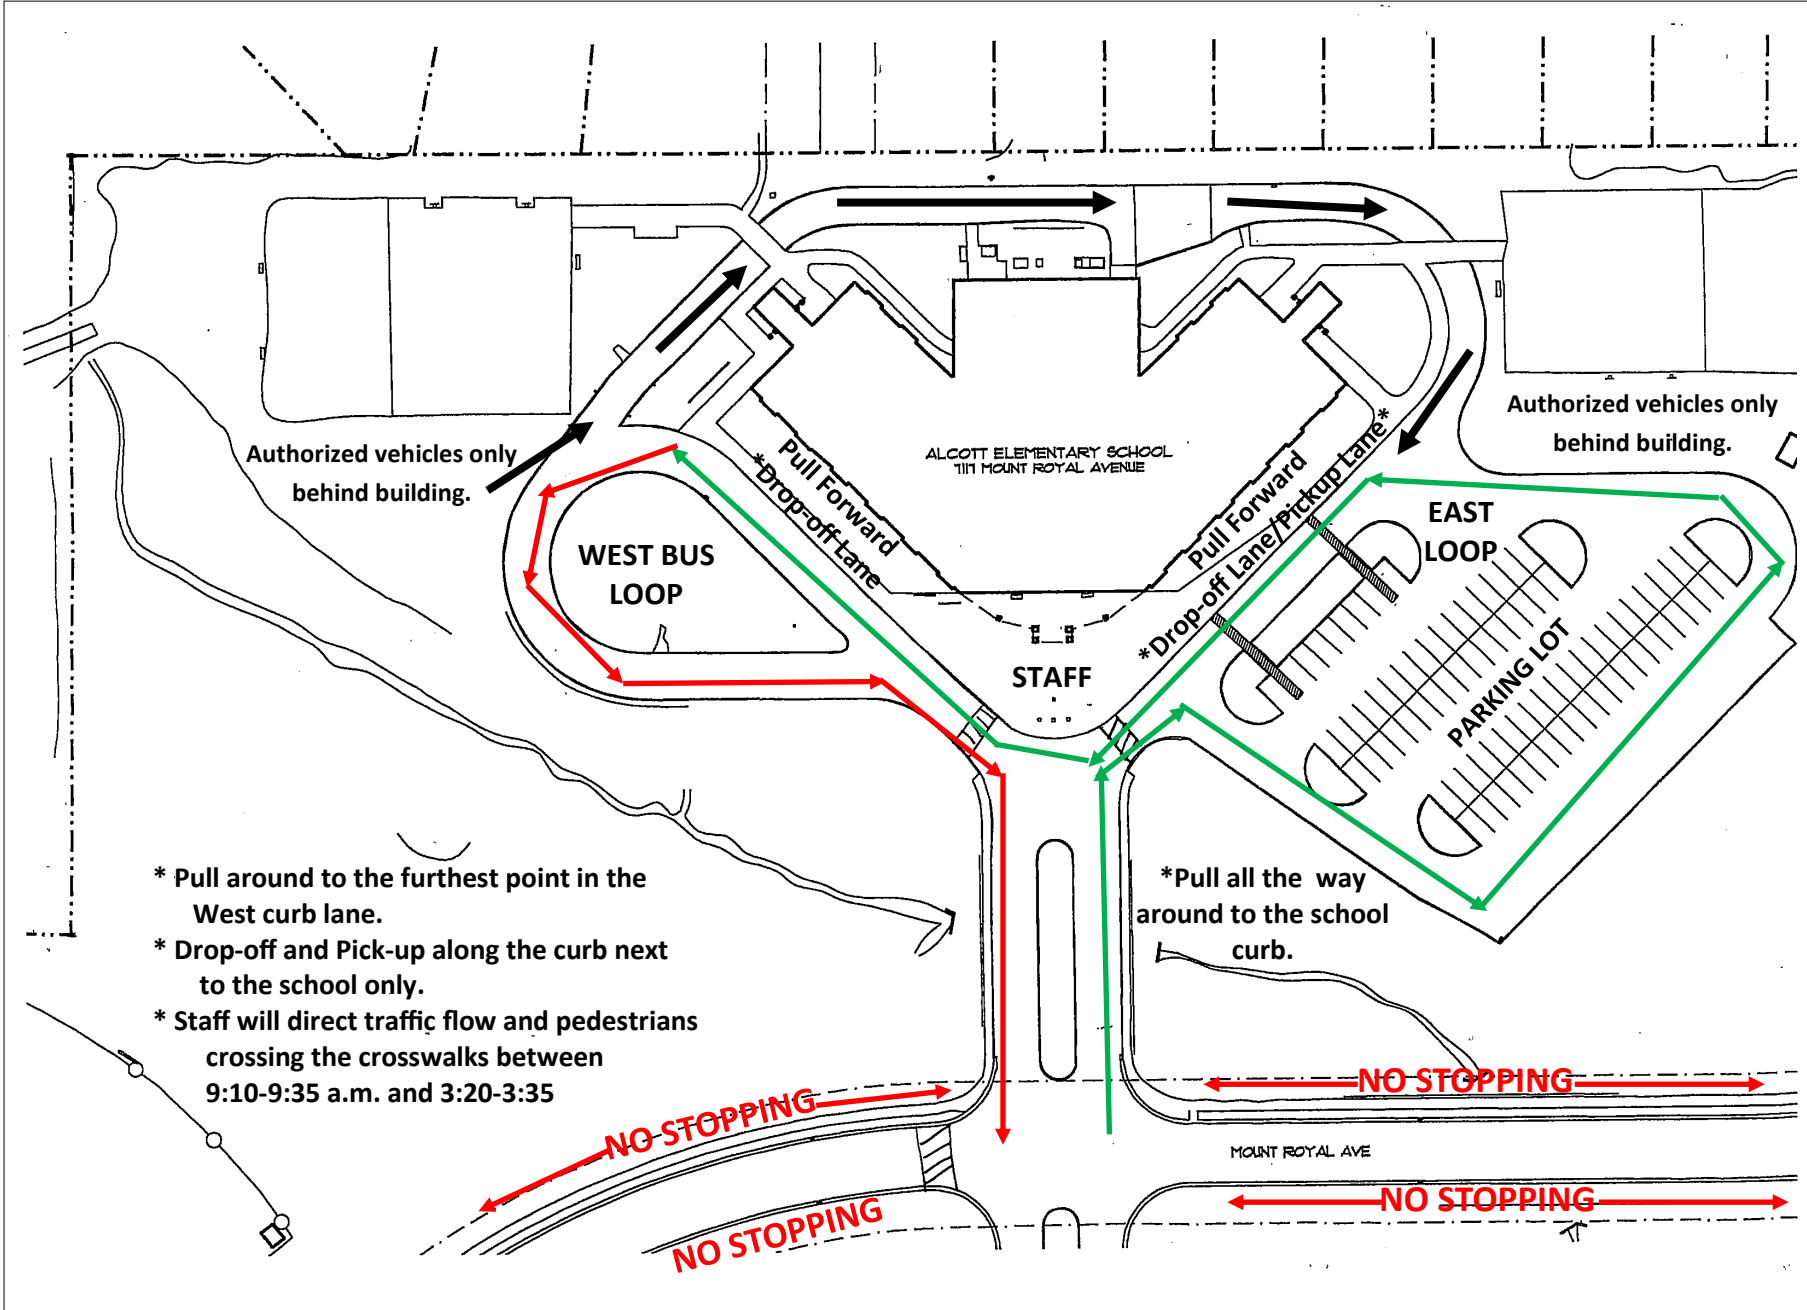 Authorized vehicles only
behind building.
Authorized vehicles only
behind building.
ALCOTT ELEMENTARY SCHOOL
7117 MOUNT ROYAL AVENUE
Pull Forward
*Drop-off Lane
Pull Forward
*Drop-off Lane/Pickup Lane*
WEST BUS
LOOP
EAST
LOOP
STAFF
PARKING LOT
* Pull around to the furthest point in the
West curb lane.
* Drop-off and Pick-up along the curb next
to the school only.
* Staff will direct traffic flow and pedestrians
crossing the crosswalks between
9:10-9:35 a.m. and 3:20-3:35
*Pull all the way
around to the school
curb.
NO STOPPING
NO STOPPING
MOUNT ROYAL AVE
NO STOPPING
NO STOPPING